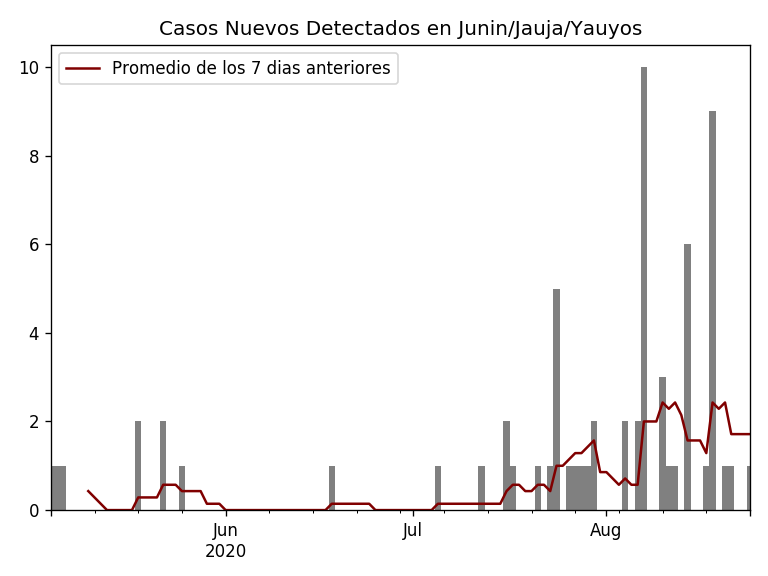 Casos Nuevos Detectados en Junin/Jauja/Yauyos
Promedio de los 7 dias anteriores
10
8
6
4
2
0
Jun
2020
Jul
Aug